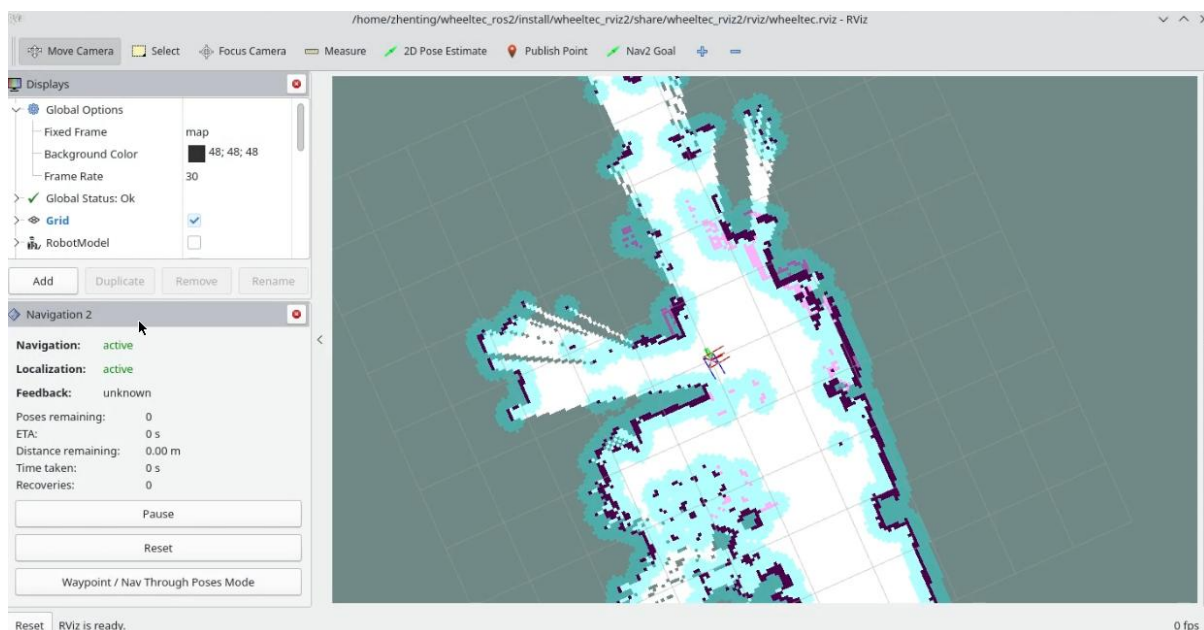 /home/zhenting/wheeltec_ros2/install/wheeltec_rviz2/share/wheeltec_rviz2/rviz/wheeltec.rviz - RViz
Move Camera Select Focus Camera Measure 2D Pose Estimate Publish Point Nav2 Goal
Displays
Global Options
Fixed Frame map
Background Color 48; 48; 48
Frame Rate 30
Global Status: Ok
Grid
RobotModel
Add Duplicate Remove Rename
Navigation 2
Navigation: active
Localization: active
Feedback: unknown
Poses remaining: 0
ETA: 0 s
Distance remaining: 0.00 m
Time taken: 0 s
Recoveries: 0
Pause
Reset
Waypoint / Nav Through Poses Mode
Reset RViz is ready. 0 fps